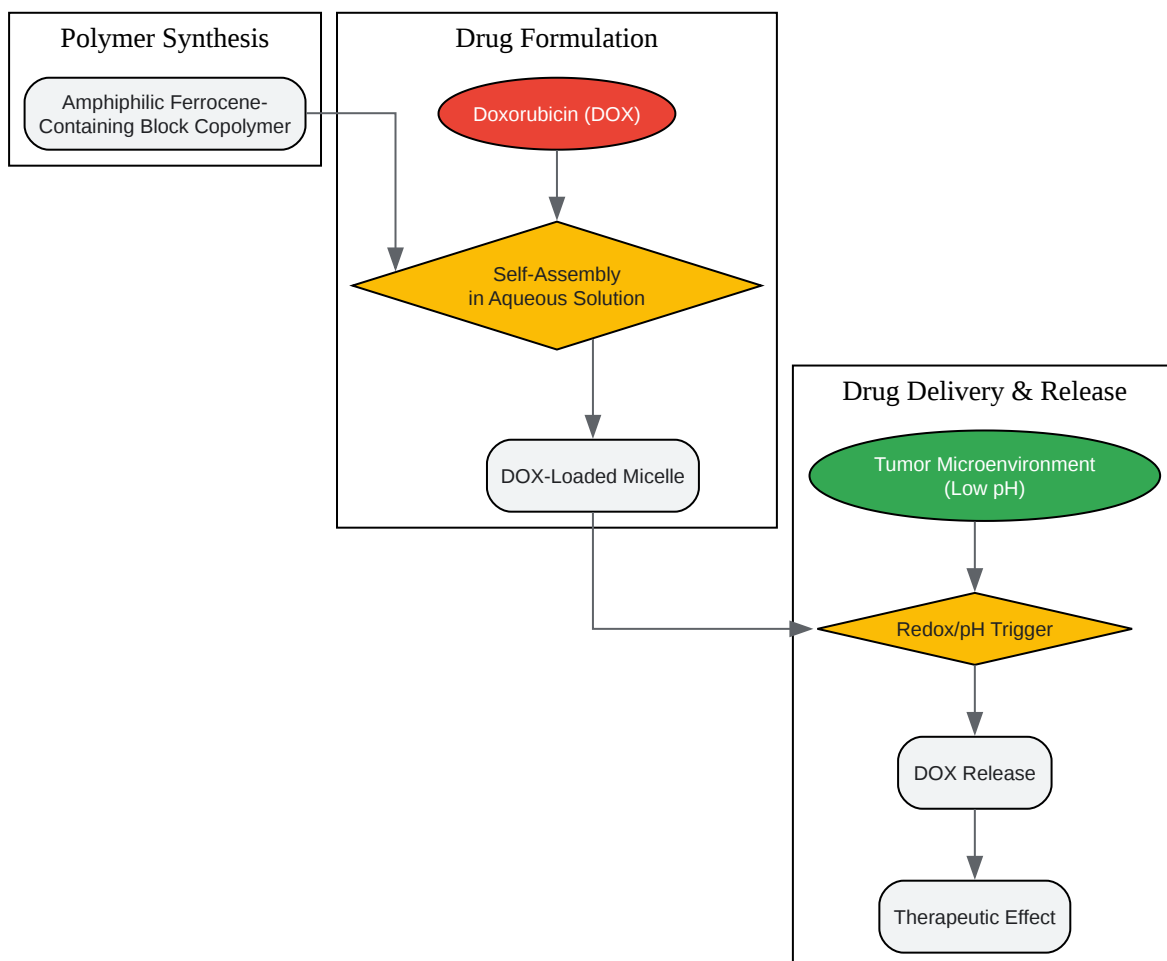 Polymer Synthesis
Amphiphilic Ferrocene-
Containing Block Copolymer
Drug Formulation
Doxorubicin (DOX)
Self-Assembly
in Aqueous Solution
DOX-Loaded Micelle
Drug Delivery & Release
Tumor Microenvironment
(Low pH)
Redox/pH Trigger
DOX Release
Therapeutic Effect